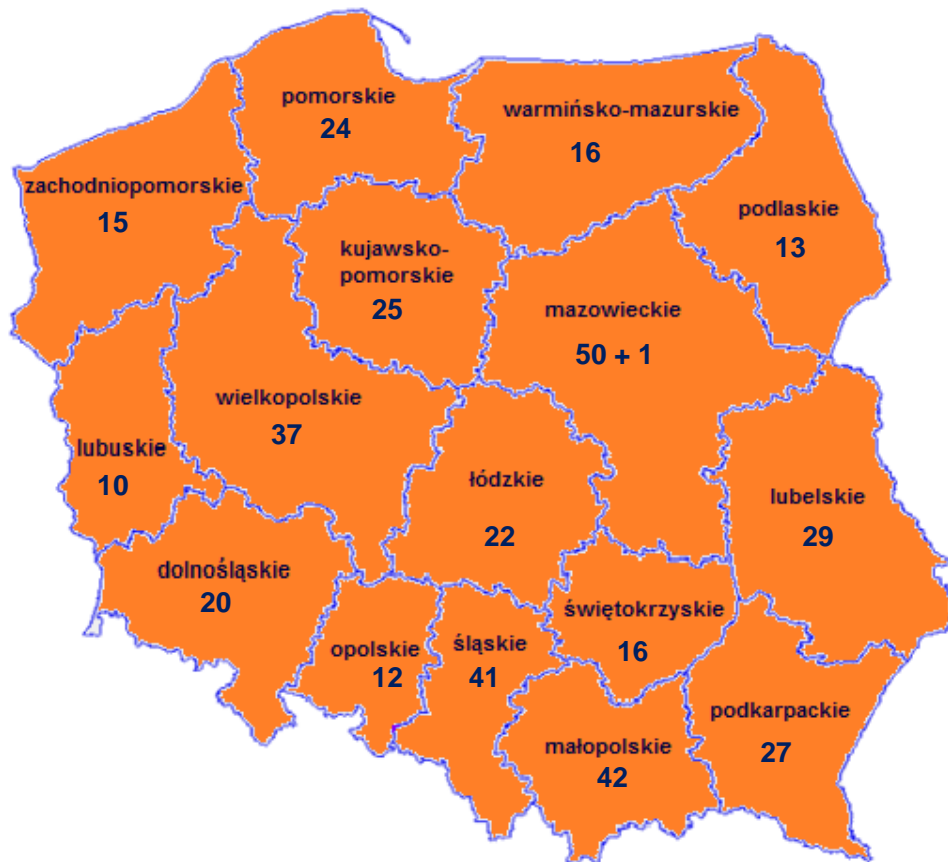 pomorskie
24
warmińsko-mazurskie
16
zachodniopomorskie
15
podlaskie
13
kujawsko-
pomorskie
25
mazowieckie
50 + 1
wielkopolskie
37
lubuskie
10
łódzkie
22
lubelskie
29
dolnośląskie
20
świętokrzyskie
16
opolskie
12
śląskie
41
podkarpackie
27
małopolskie
42